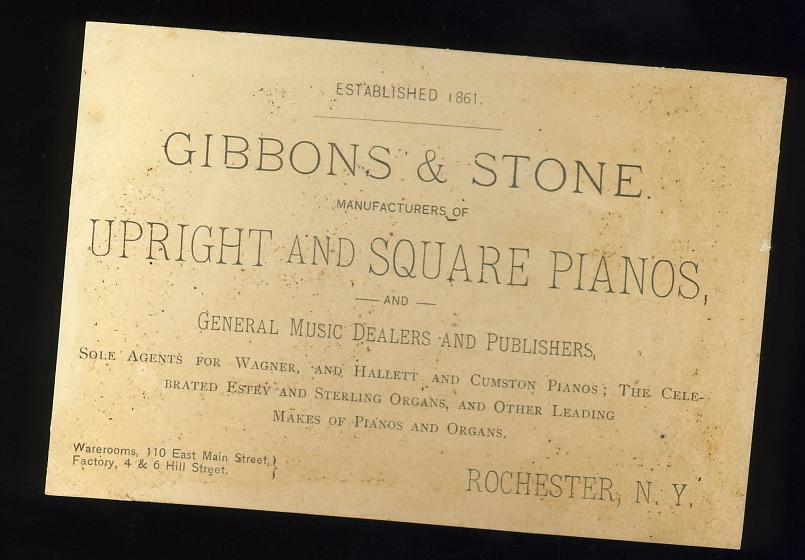 ESTABLISHED 1861.
GIBBONS & STONE.
MANUFACTURERS OF
UPRIGHT AND SQUARE PIANOS,
— AND —
GENERAL MUSIC DEALERS AND PUBLISHERS,
SOLE AGENTS FOR WAGNER, AND HALLETT AND CUMSTON PIANOS; THE CELE-
BRATED ESTEY AND STERLING ORGANS, AND OTHER LEADING
MAKES OF PIANOS AND ORGANS.
Warerooms, 110 East Main Street,}
Factory, 4 & 6 Hill Street.
ROCHESTER, N. Y.